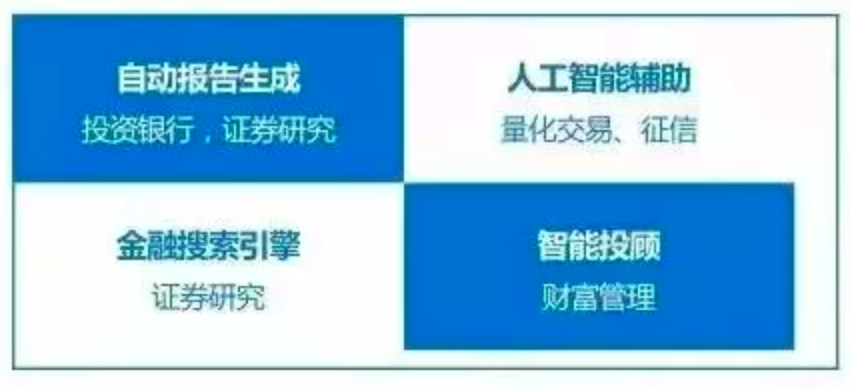 自动报告生成
投资银行，证券研究
人工智能辅助
量化交易、征信
金融搜索引擎
证券研究
智能投顾
财富管理